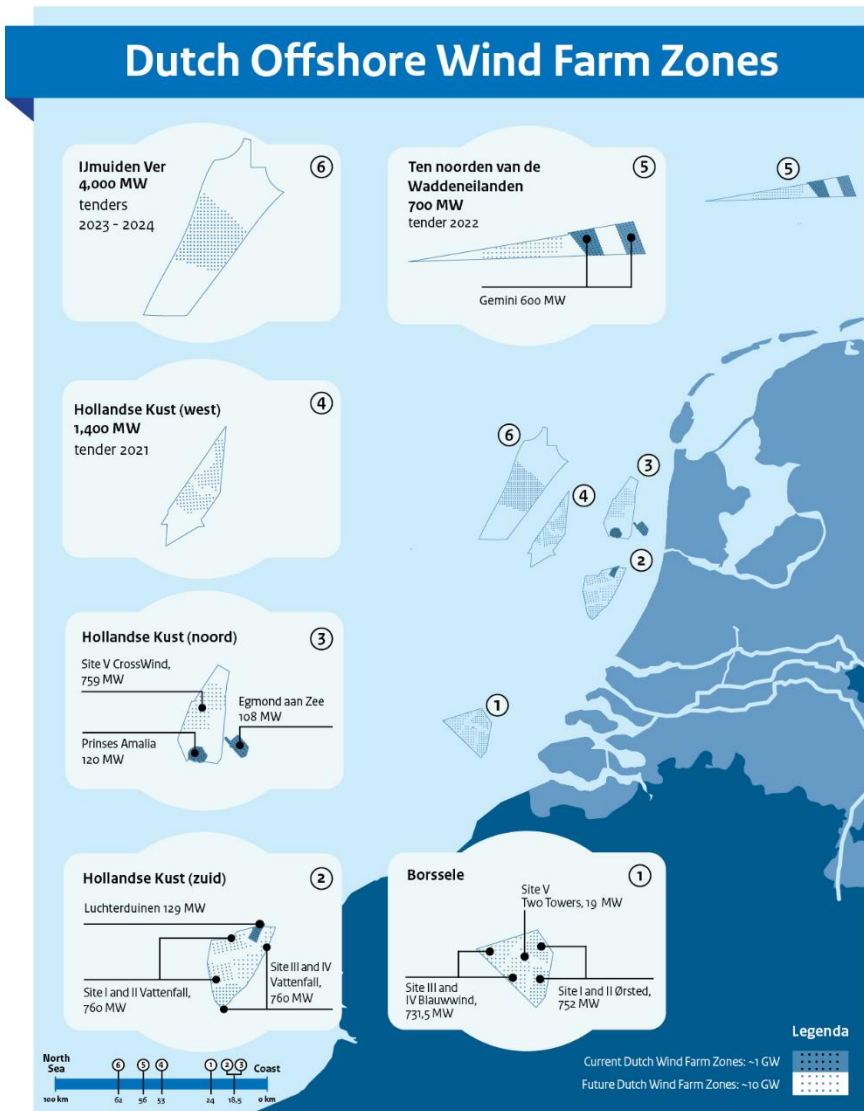 Dutch Offshore Wind Farm Zones
IJmuiden Ver
4,000 MW
tenders
2023 - 2024
6
Ten noorden van de
Waddeneilanden
700 MW
tender 2022
5
Gemini 600 MW
5
Hollandse Kust (west)
1,400 MW
tender 2021
4
6
4
3
2
1
Hollandse Kust (noord)
3
Site V CrossWind,
759 MW
Egmond aan Zee
108 MW
Prinses Amalia
120 MW
Hollandse Kust (zuid)
2
Luchterduinen 129 MW
Site I and II Vattenfall,
760 MW
Site III and IV
Vattenfall,
760 MW
Borssele
1
Site V
Two Towers, 19 MW
Site III and
IV Blauwwind,
731,5 MW
Site I and II Ørsted,
752 MW
Legenda
Current Dutch Wind Farm Zones: ~1 GW
Future Dutch Wind Farm Zones: ~10 GW
North
Sea
6 5 4 1 2 3
Coast
100 km 62 56 53 24 18,5 0 km